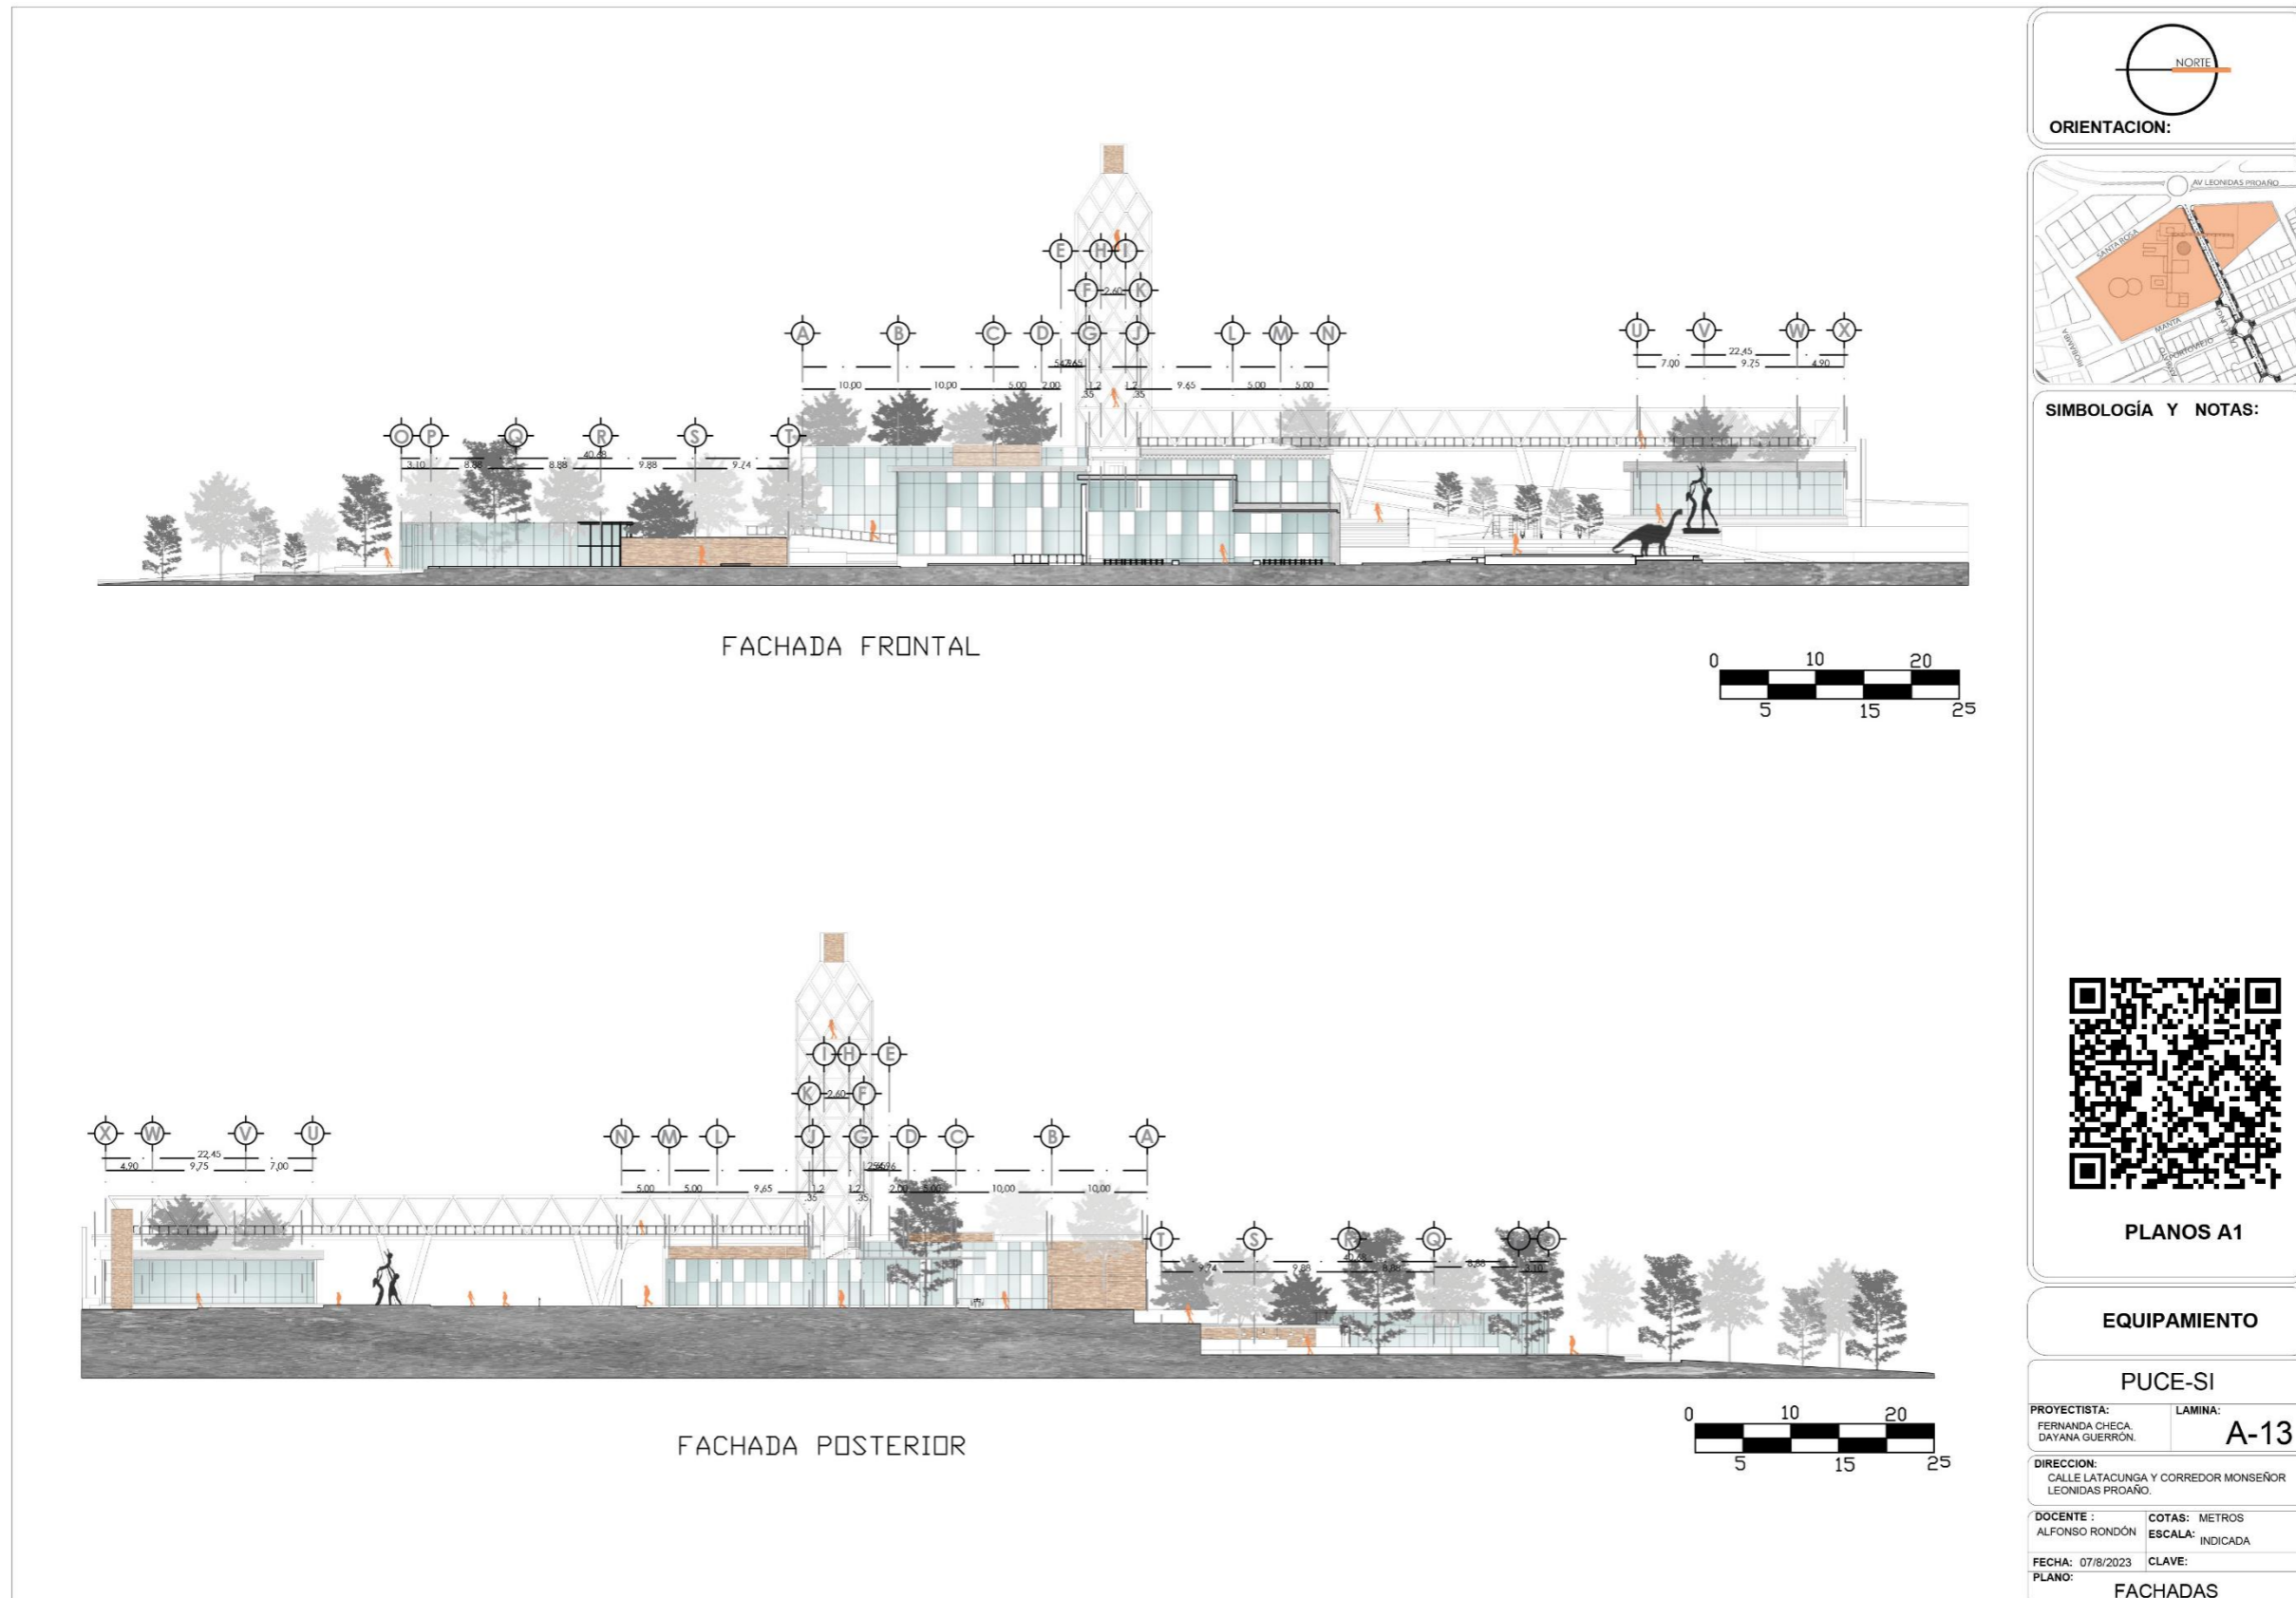 E H I
F 2.60 K
A B C D G J L M N
U V W X
22.45
7.00 9.75 4.90
10.00 10.00 5.00 2.00 1.2 1.2 9.65 5.00 5.00
.35 .35
O P Q R S T
40.48
3.10 8.88 8.88 9.88 9.74
FACHADA FRONTAL
0 10 20
5 15 25
I H E
K 2.60 F
X W V U
N M L J G D C B A
22.45
4.90 9.75 7.00
5.00 5.00 9.65 1.2 1.2 2.00 5.00 10.00 10.00
.35 .35
T S R Q
9.74 9.88 8.88 8.88 3.10
FACHADA POSTERIOR
0 10 20
5 15 25
NORTE
ORIENTACION:
AV LEONIDAS PROAÑO
SANTA ROSA
MANTA
PORTOVIEJO
RIOBAMBA
SIMBOLOGÍA Y NOTAS:
PLANOS A1
EQUIPAMIENTO
PUCE-SI
PROYECTISTA:
FERNANDA CHECA.
DAYANA GUERRÓN.
LAMINA:
A-13
DIRECCION:
CALLE LATACUNGA Y CORREDOR MONSEÑOR
LEONIDAS PROAÑO.
DOCENTE :
ALFONSO RONDÓN
COTAS: METROS
ESCALA: INDICADA
FECHA: 07/8/2023
CLAVE:
PLANO:
FACHADAS